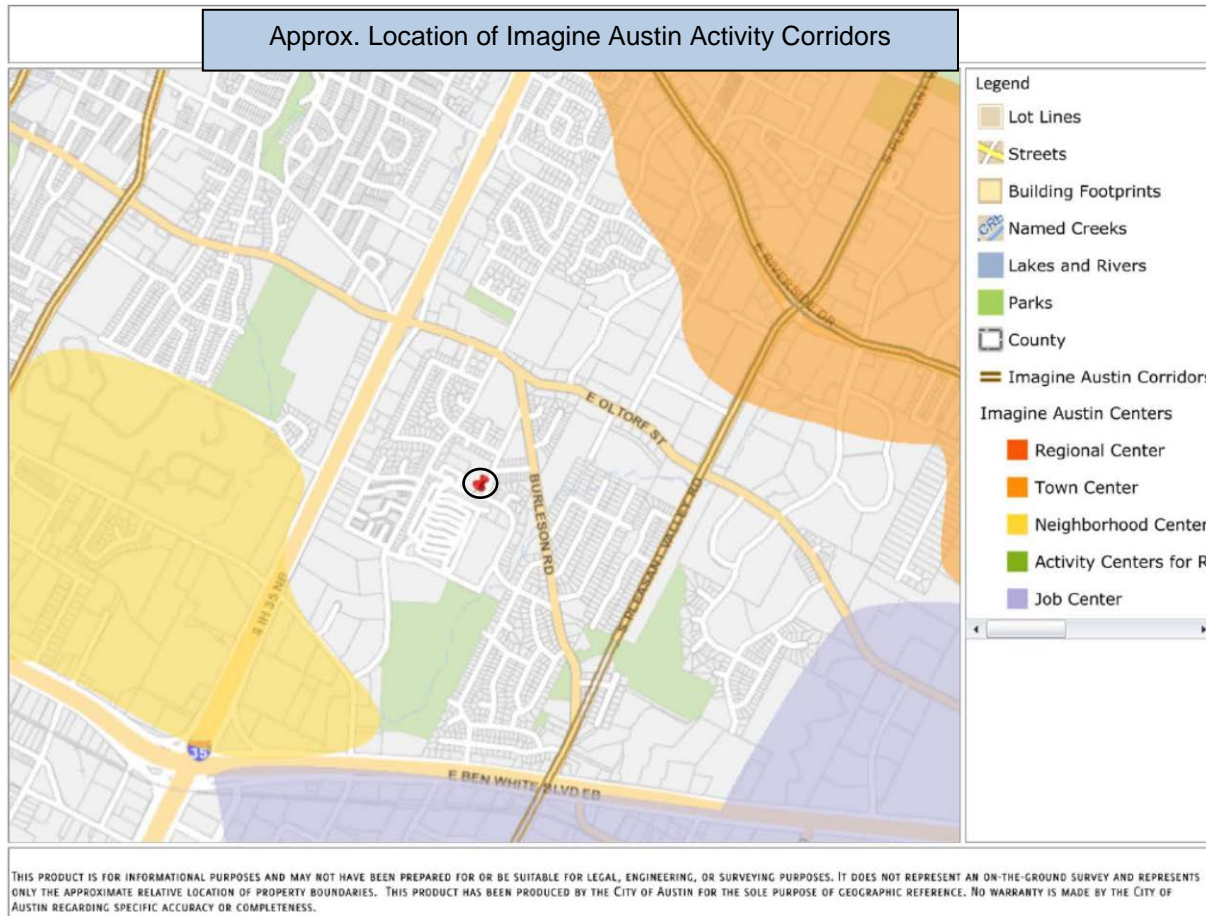 Approx. Location of Imagine Austin Activity Corridors
Legend
Lot Lines
Streets
Building Footprints
Named Creeks
Lakes and Rivers
Parks
County
Imagine Austin Corridors
Imagine Austin Centers
Regional Center
Town Center
Neighborhood Center
Activity Centers for R
Job Center
S PLEASANT
E RIVERSIDE DR
E OLTORF ST
BURLESON RD
S PLEASANT VALLEY RD
S IH 35 NB
35
E BEN WHITE BLVD EB
THIS PRODUCT IS FOR INFORMATIONAL PURPOSES AND MAY NOT HAVE BEEN PREPARED FOR OR BE SUITABLE FOR LEGAL, ENGINEERING, OR SURVEYING PURPOSES. IT DOES NOT REPRESENT AN ON-THE-GROUND SURVEY AND REPRESENTS
ONLY THE APPROXIMATE RELATIVE LOCATION OF PROPERTY BOUNDARIES. THIS PRODUCT HAS BEEN PRODUCED BY THE CITY OF AUSTIN FOR THE SOLE PURPOSE OF GEOGRAPHIC REFERENCE. NO WARRANTY IS MADE BY THE CITY OF
AUSTIN REGARDING SPECIFIC ACCURACY OR COMPLETENESS.